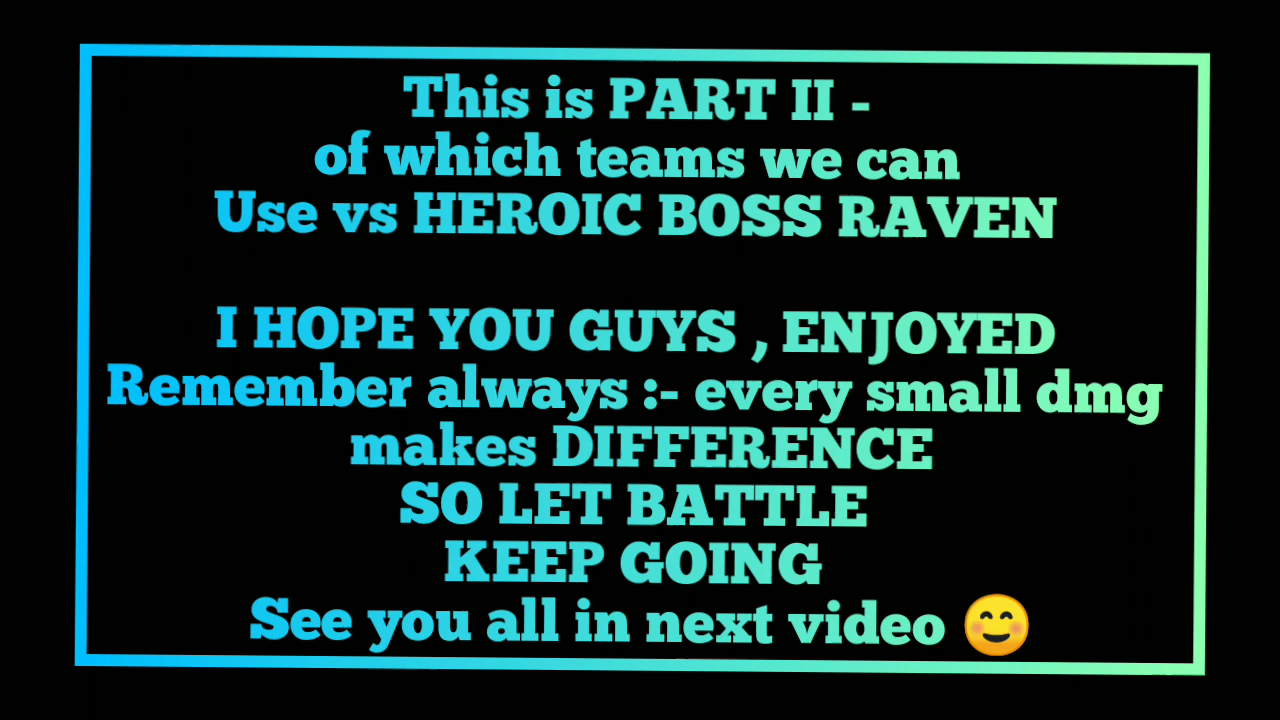 This is PART II -
of which teams we can
Use vs HEROIC BOSS RAVEN
I HOPE YOU GUYS , ENJOYED
Remember always :- every small dmg
makes DIFFERENCE
SO LET BATTLE
KEEP GOING
See you all in next video 😊